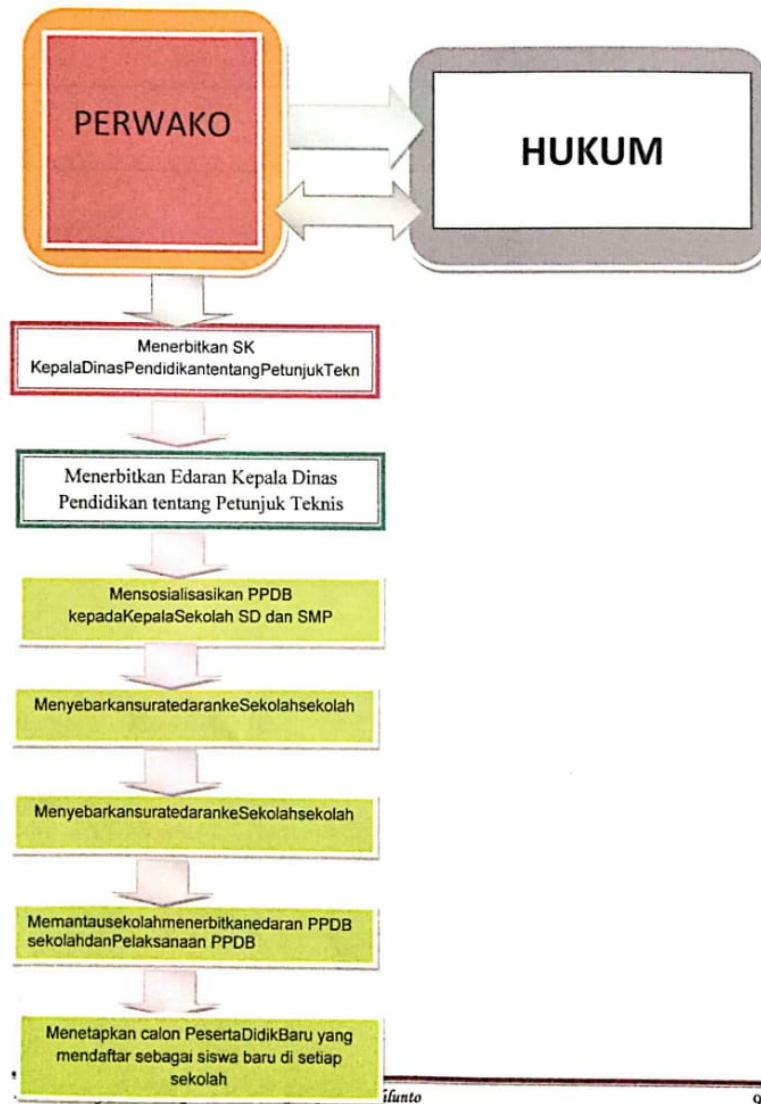 PERWAKO
HUKUM
Menerbitkan SK
KepalaDinasPendidikantentangPetunjukTekn
Menerbitkan Edaran Kepala Dinas
Pendidikan tentang Petunjuk Teknis
Mensosialisasikan PPDB
kepadaKepalaSekolah SD dan SMP
MenyebarkansuratedarankeSekolahsekolah
MenyebarkansuratedarankeSekolahsekolah
Memantausekolahmenerbitkanedaran PPDB
sekolahdanPelaksanaan PPDB
Menetapkan calon PesertaDidikBaru yang
mendaftar sebagai siswa baru di setiap
sekolah
9